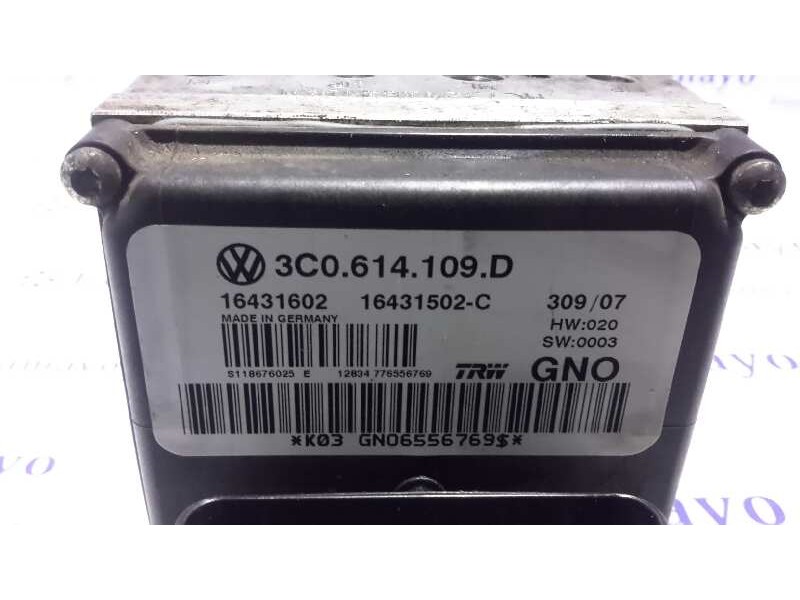 3C0.614.109.D
16431602 16431502-C 309/07
MADE IN GERMANY HW:020
SW:0003
S118676025 E 12834 776556769 TRW GNO
*K03 GNO6556769$*